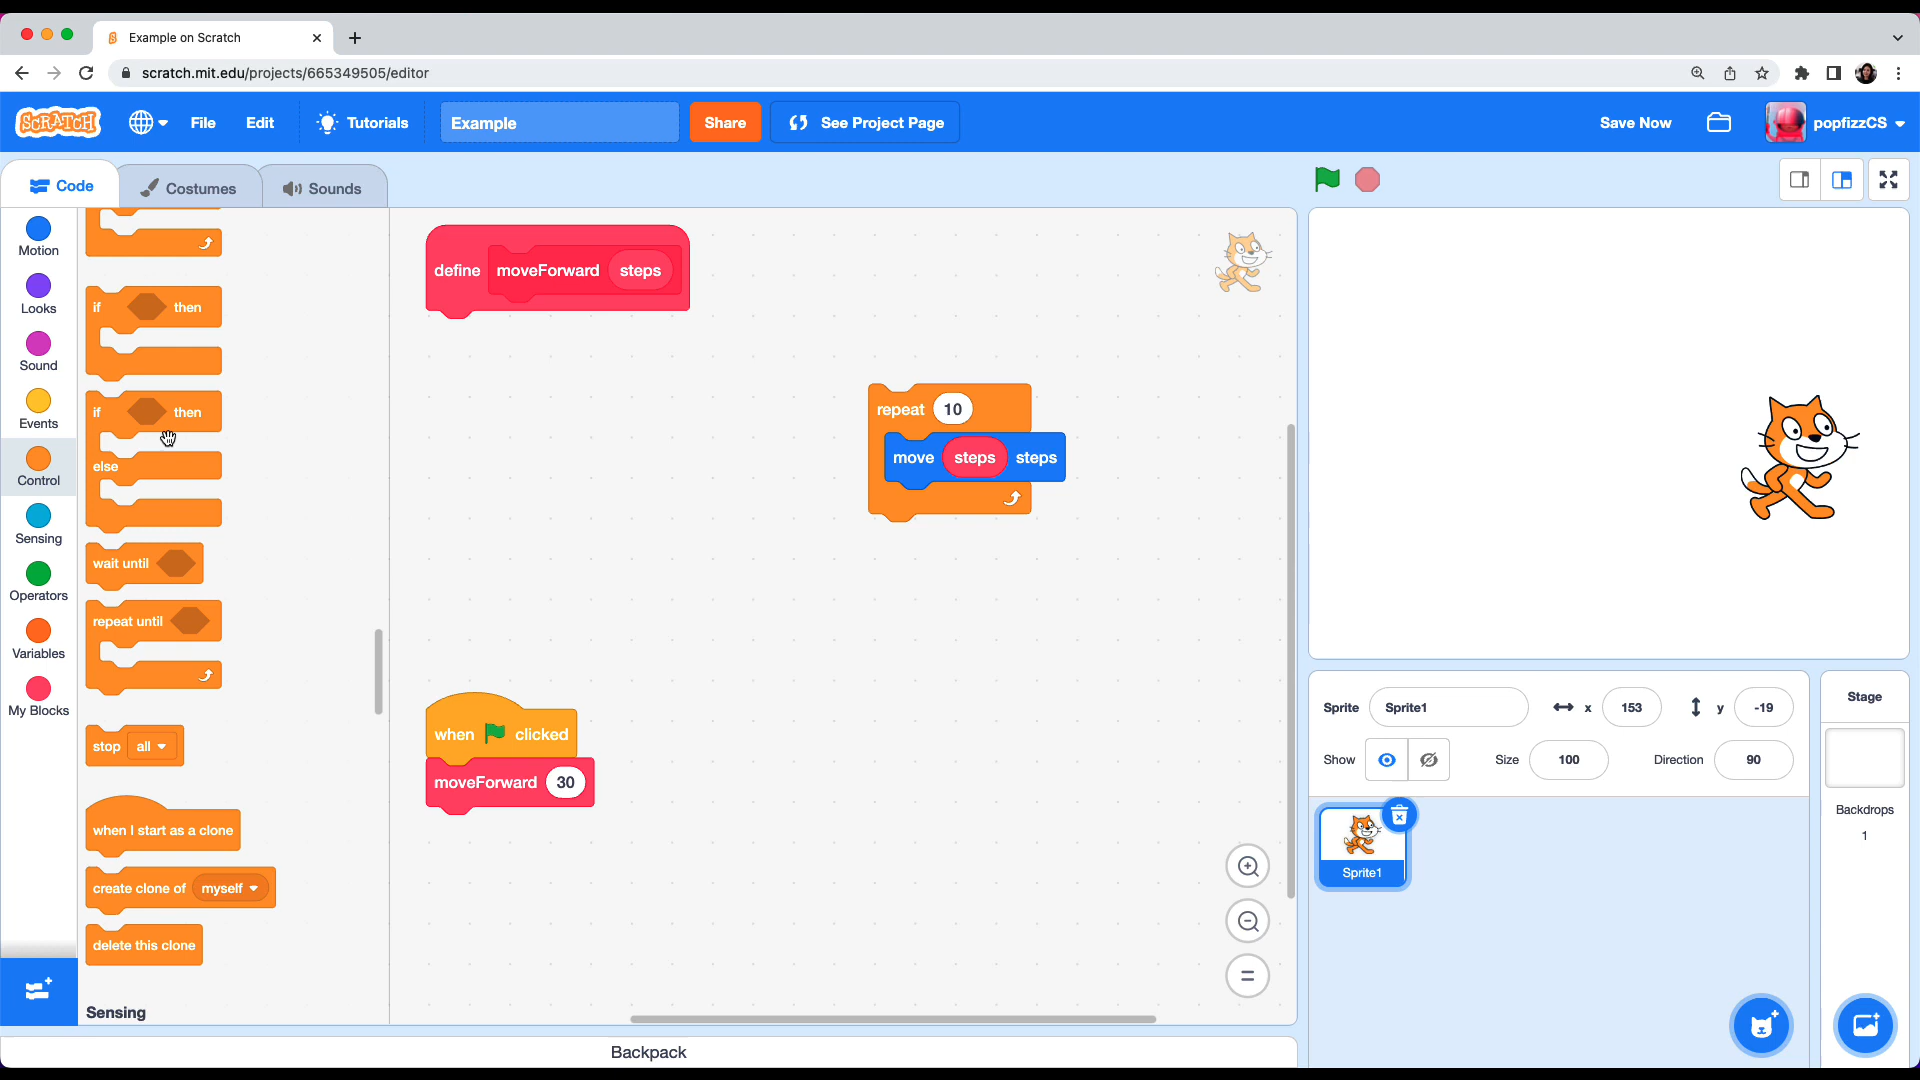 Example on Scratch
scratch.mit.edu/projects/665349505/editor
SCRATCH
File
Edit
Tutorials
Example
Share
See Project Page
Save Now
popfizzCS
Code
Costumes
Sounds
Motion
Looks
Sound
Events
Control
Sensing
Operators
Variables
My Blocks
if then
if then
else
wait until
repeat until
stop all
when I start as a clone
create clone of myself
delete this clone
Sensing
define moveForward steps
repeat 10
move steps steps
when clicked
moveForward 30
Backpack
Sprite Sprite1 x 153 y -19
Show Size 100 Direction 90
Sprite1
Stage
Backdrops
1